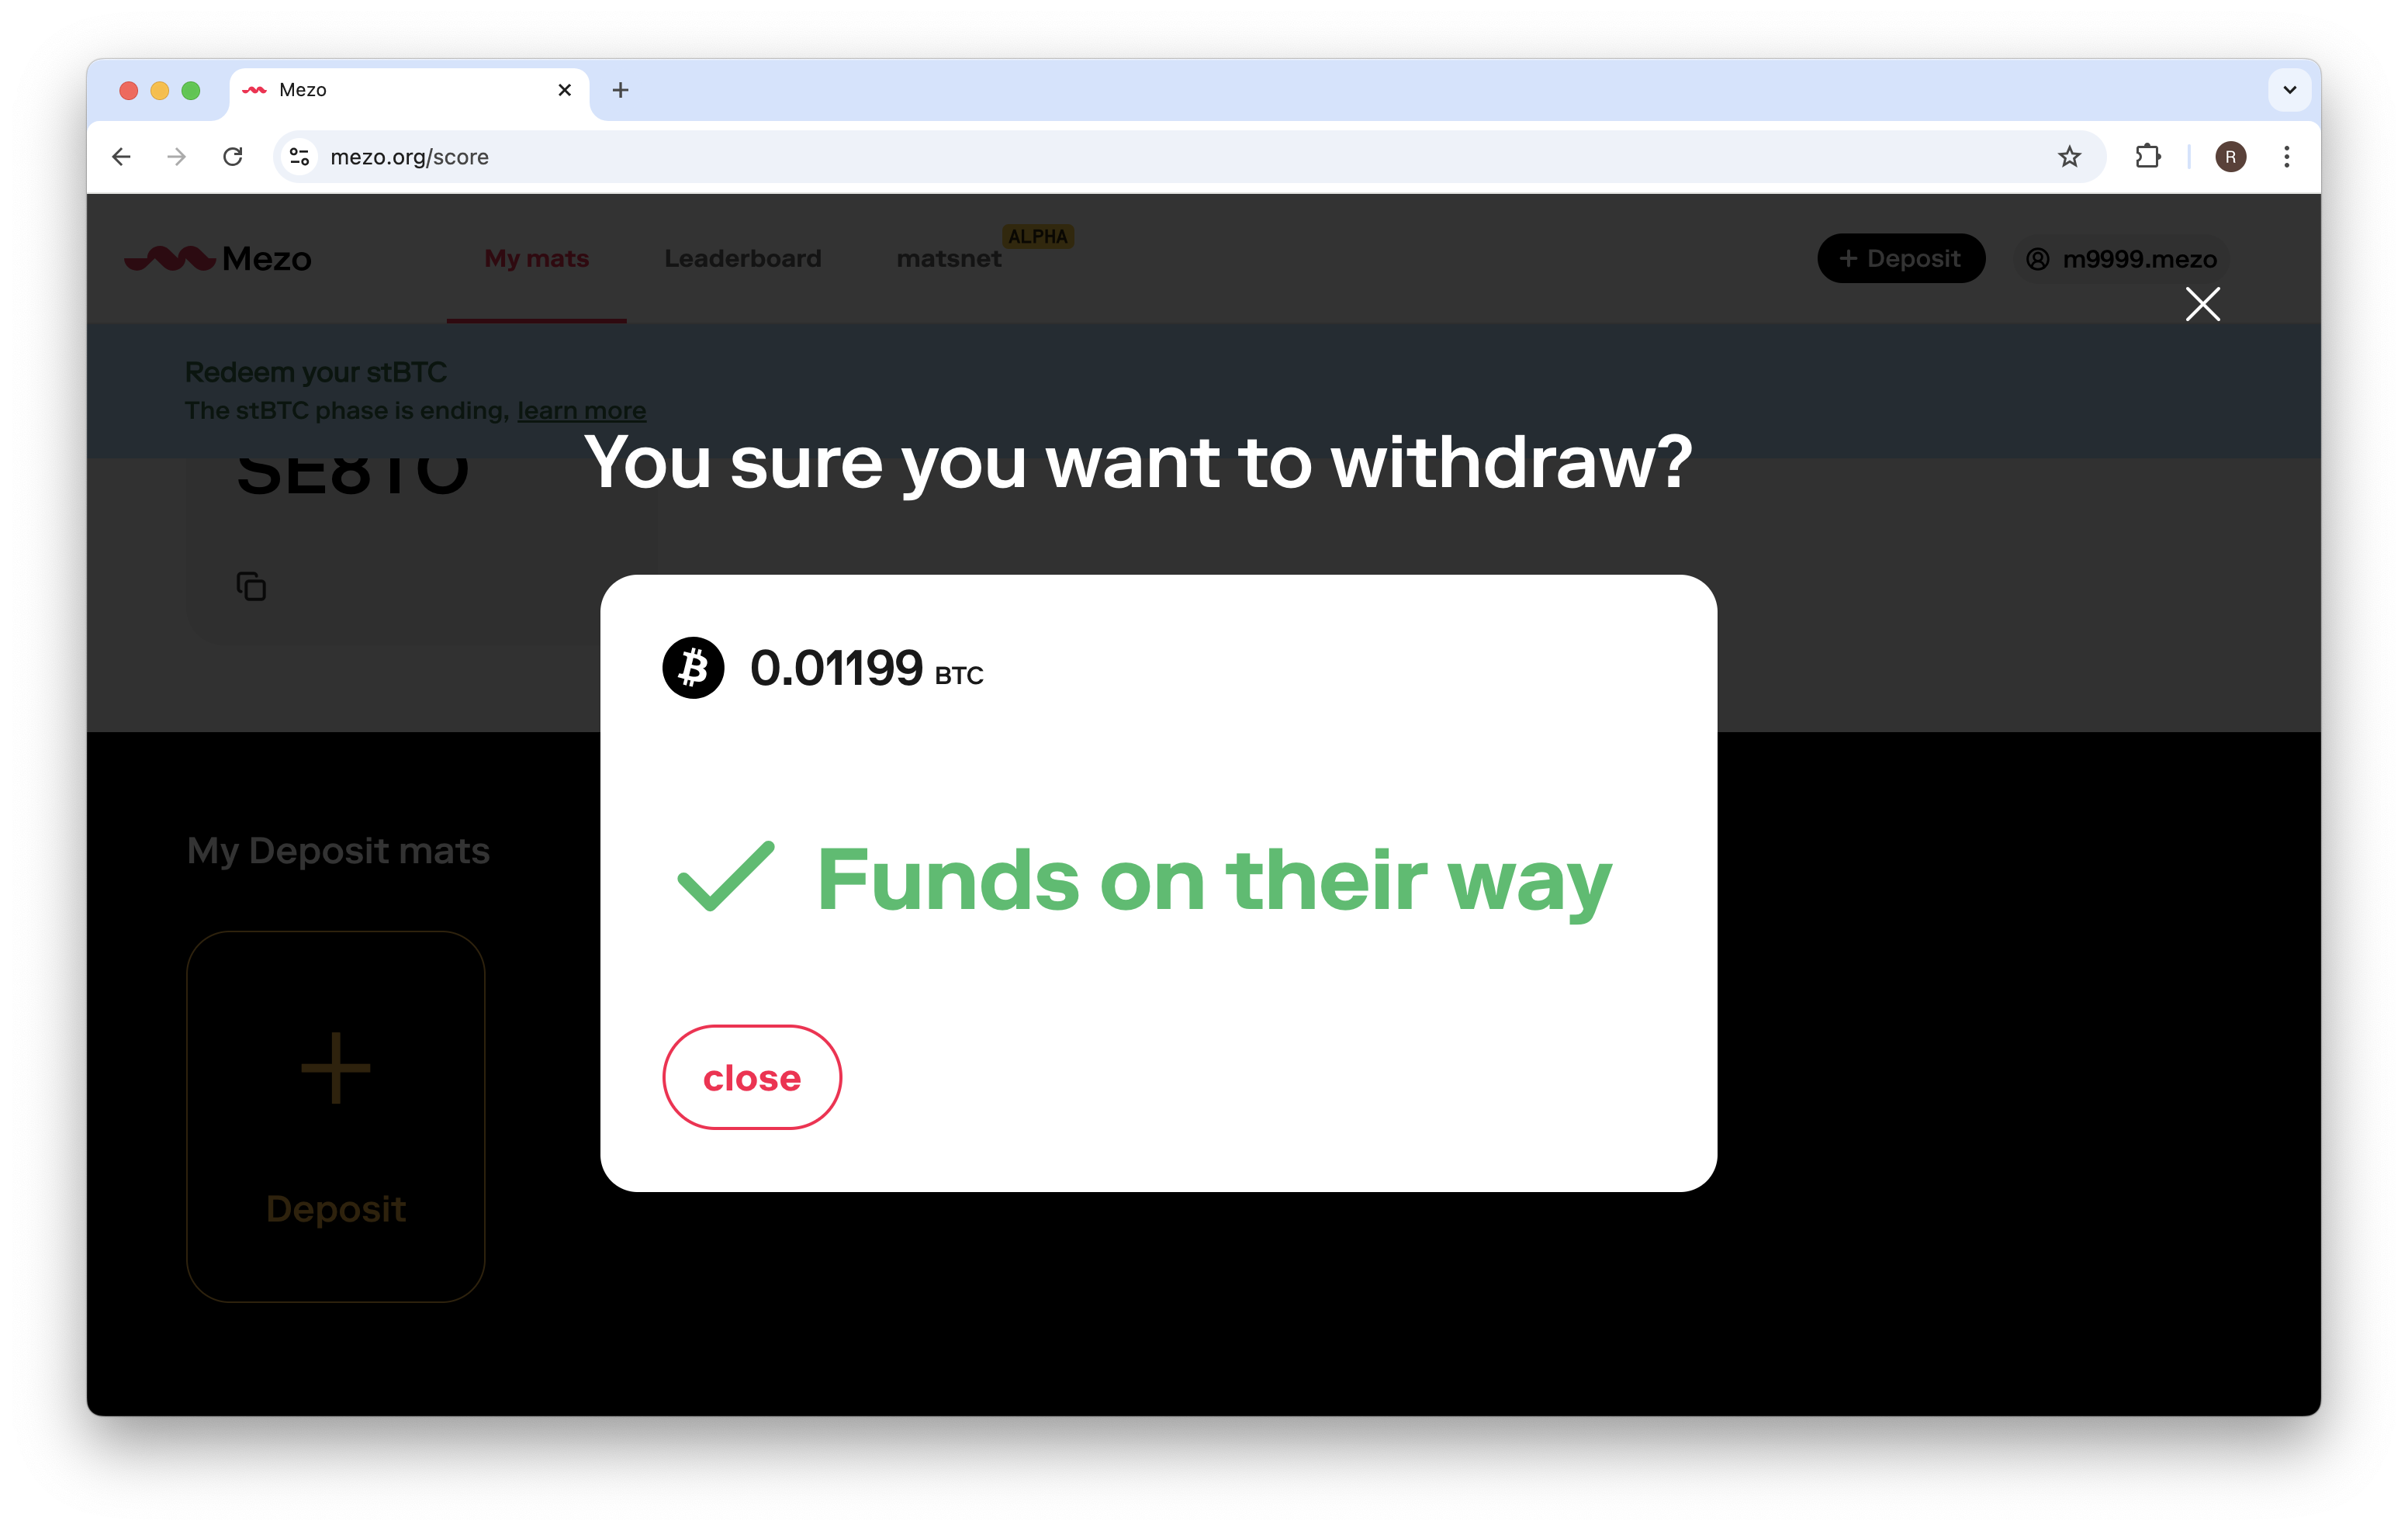 Mezo
mezo.org/score
R
Mezo
My mats
Leaderboard
matsnet
ALPHA
+ Deposit
m9999.mezo
Redeem your stBTC
The stBTC phase is ending, learn more
SE8TO
You sure you want to withdraw?
0.01199 BTC
Funds on their way
close
My Deposit mats
Deposit